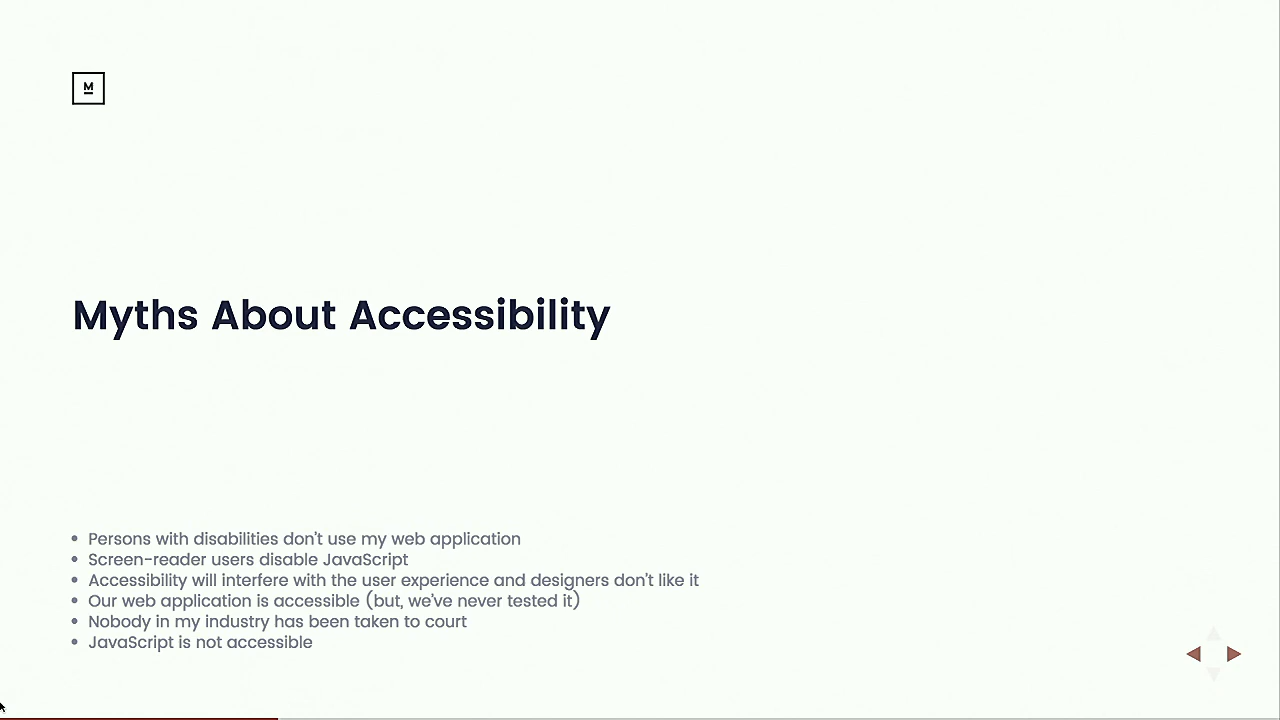 M
Myths About Accessibility
• Persons with disabilities don't use my web application
• Screen-reader users disable JavaScript
• Accessibility will interfere with the user experience and designers don't like it
• Our web application is accessible (but, we've never tested it)
• Nobody in my industry has been taken to court
• JavaScript is not accessible